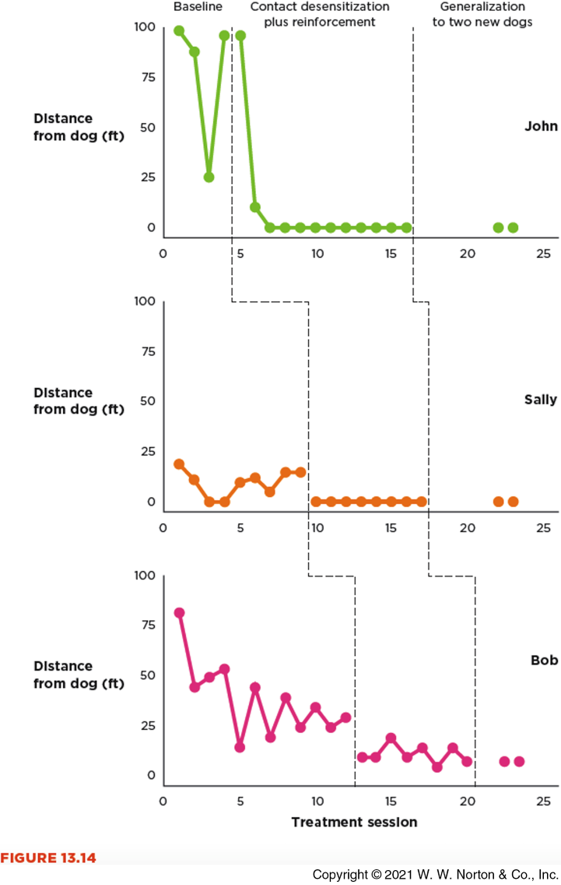 Baseline
Contact desensitization
plus reinforcement
Generalization
to two new dogs
100
75
50
25
0
Distance
from dog (ft)
John
0 5 10 15 20 25
100
75
50
25
0
Distance
from dog (ft)
Sally
0 5 10 15 20 25
100
75
50
25
0
Distance
from dog (ft)
Bob
0 5 10 15 20 25
Treatment session
FIGURE 13.14
Copyright © 2021 W. W. Norton & Co., Inc.